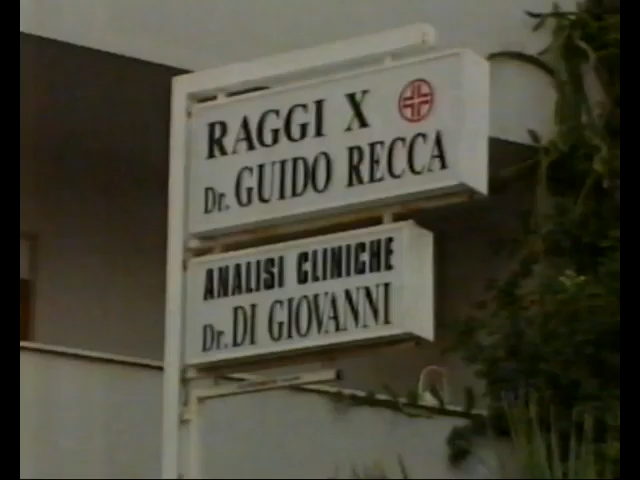 RAGGI X
Dr. GUIDO RECCA
ANALISI CLINICHE
Dr. DI GIOVANNI